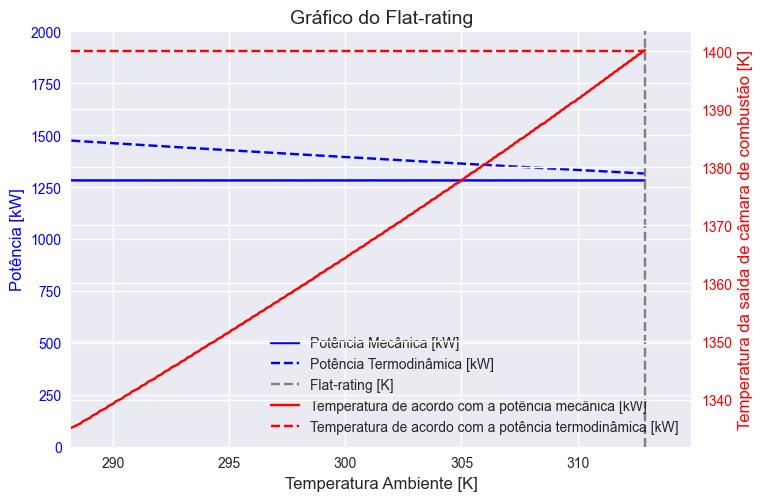 Gráfico do Flat-rating
2000
1750
1500
1250
1000
750
500
250
0
Potência [kW]
1400
1390
1380
1370
1360
1350
1340
Temperatura da saida de câmara de combustão [K]
Potência Mecânica [kW]
Potência Termodinâmica [kW]
Flat-rating [K]
Temperatura de acordo com a potência mecânica [kW]
Temperatura de acordo com a potência termodinâmica [kW]
290
295
300
305
310
Temperatura Ambiente [K]